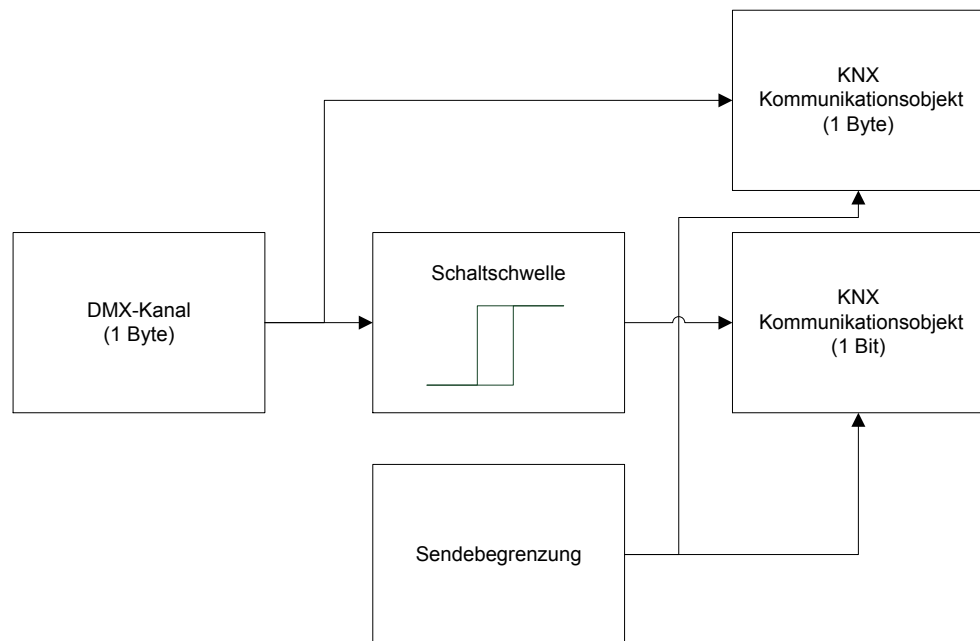 KNX
Kommunikationsobjekt
(1 Byte)
DMX-Kanal
(1 Byte)
Schaltschwelle
KNX
Kommunikationsobjekt
(1 Bit)
Sendebegrenzung